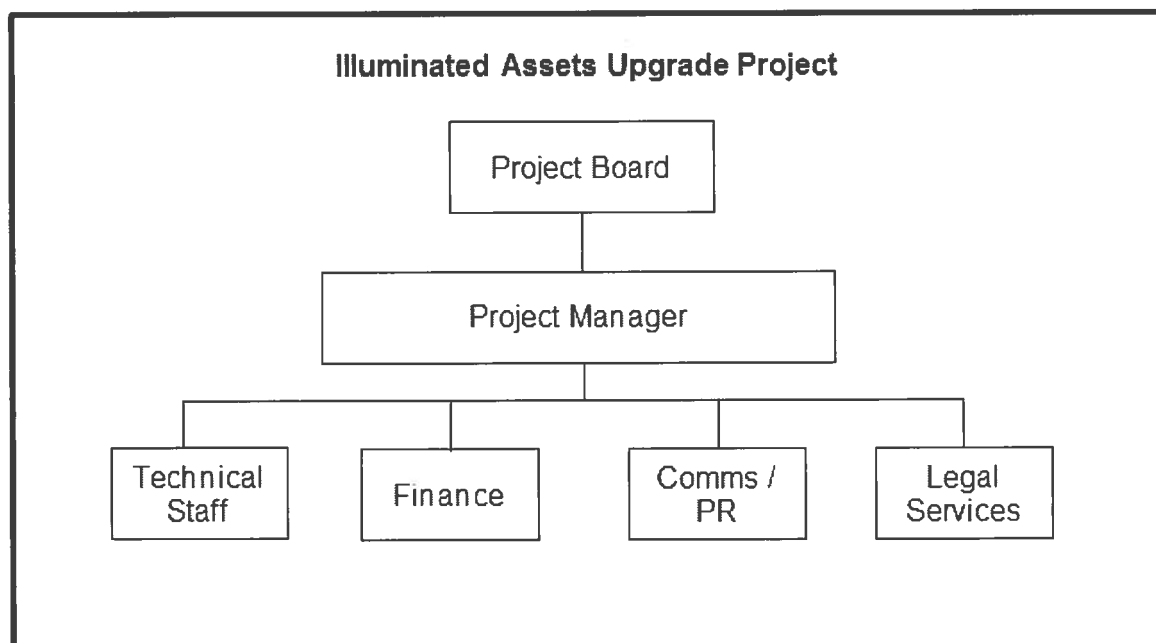 Illuminated Assets Upgrade Project
Project Board
Project Manager
Technical
Staff
Finance
Comms /
PR
Legal
Services